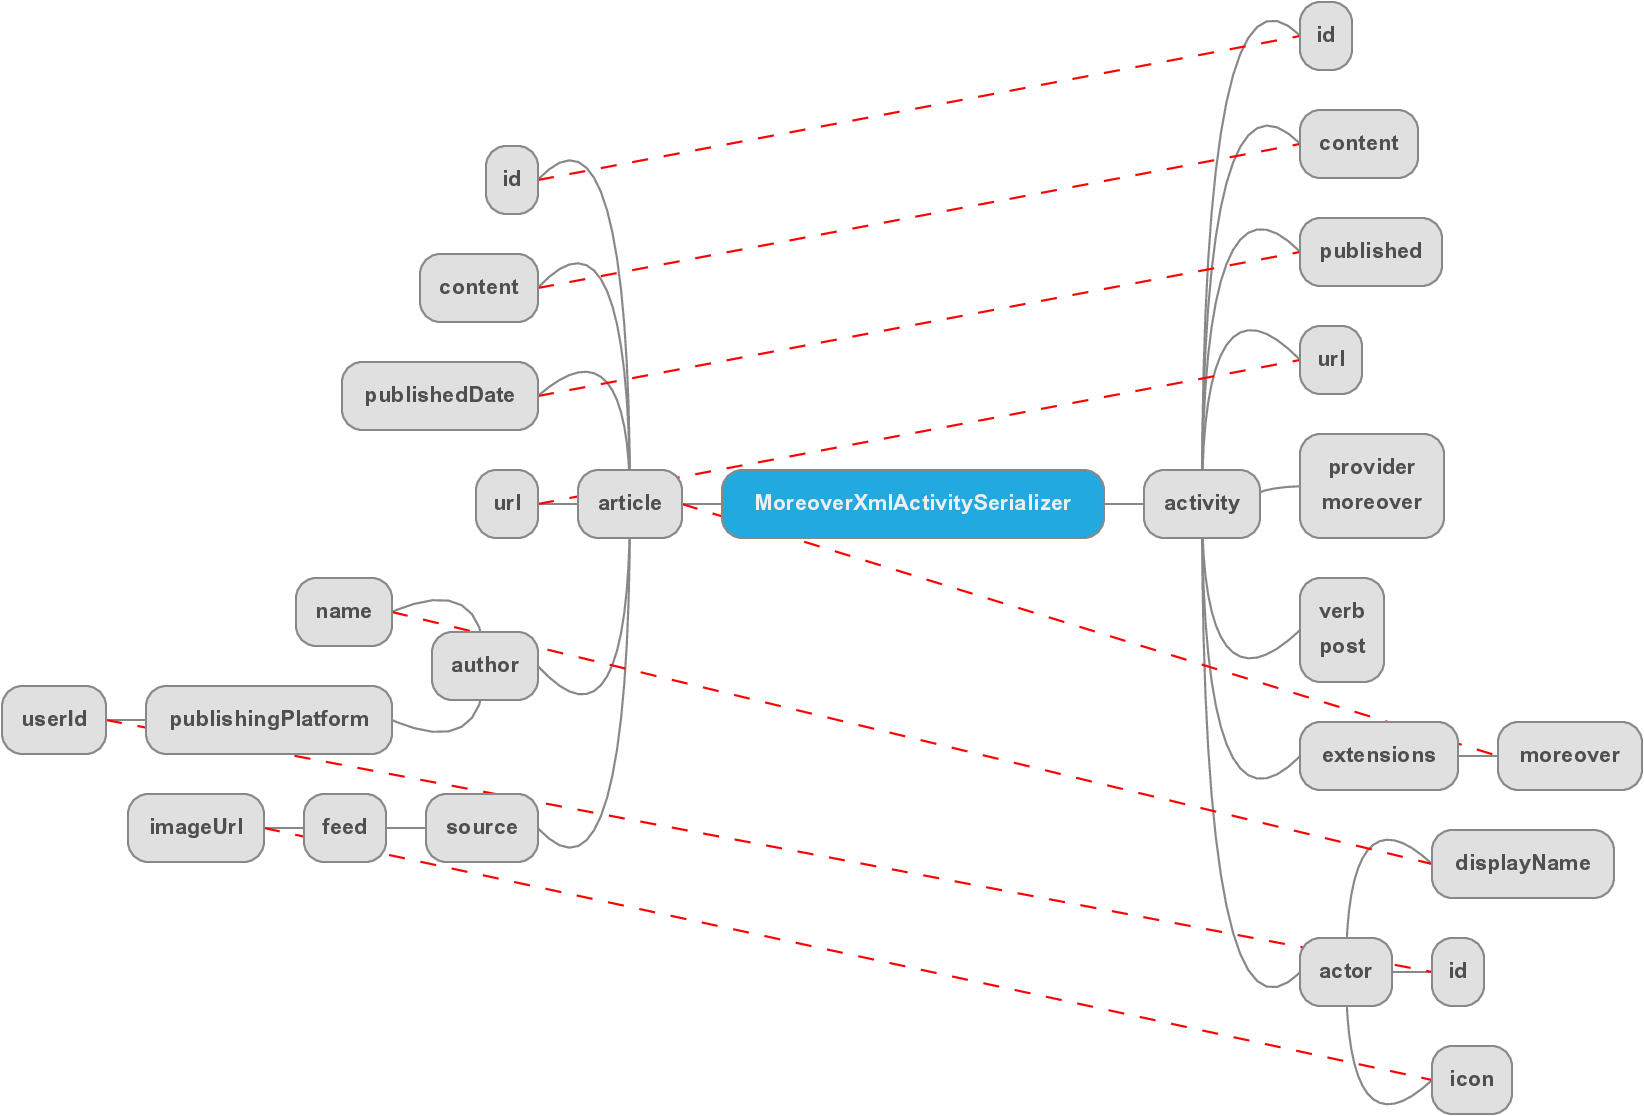 id
content
publishedDate
url
article
name
author
userId
publishingPlatform
imageUrl
feed
source
MoreoverXmlActivitySerializer
activity
id
content
published
url
provider
moreover
verb
post
extensions
moreover
displayName
actor
id
icon